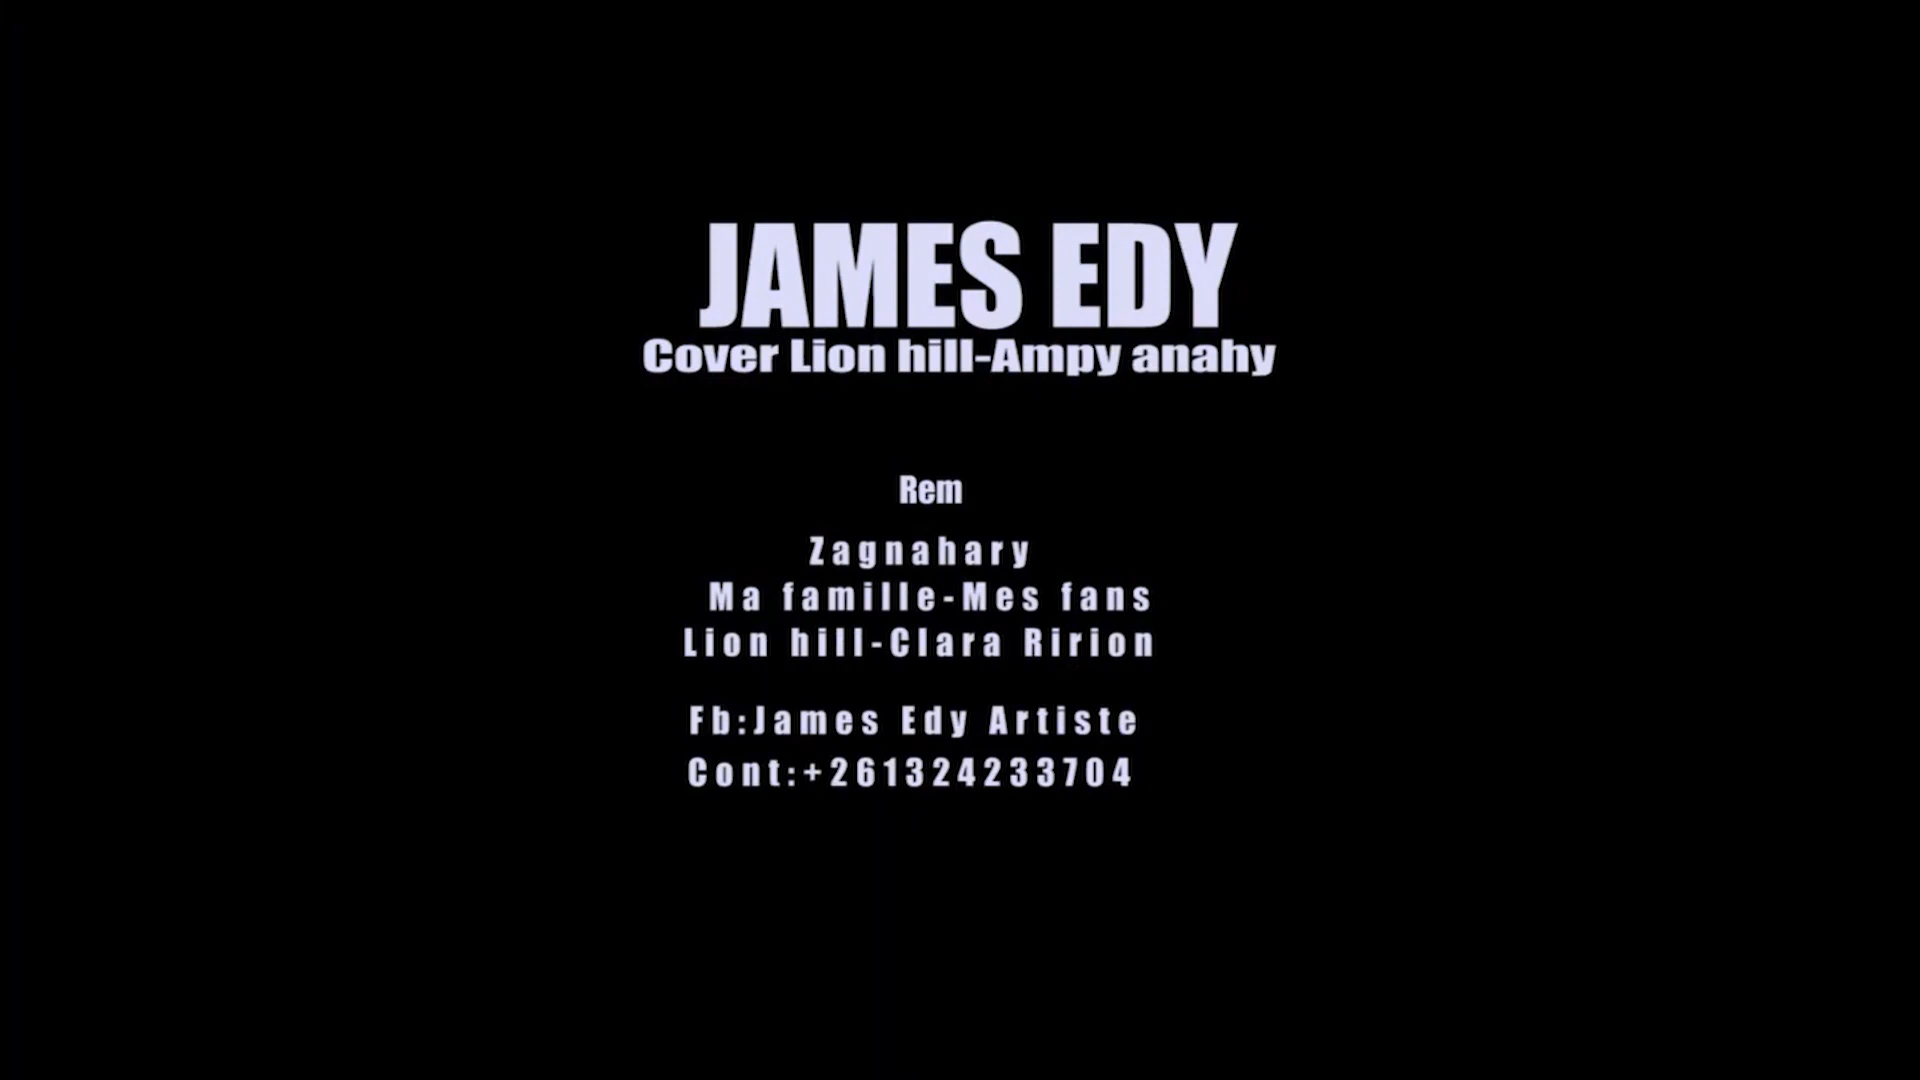 JAMES EDY
Cover Lion hill-Ampy anahy
Rem
Zagnahary
Ma famille-Mes fans
Lion hill-Clara Ririon
Fb:James Edy Artiste
Cont:+261324233704